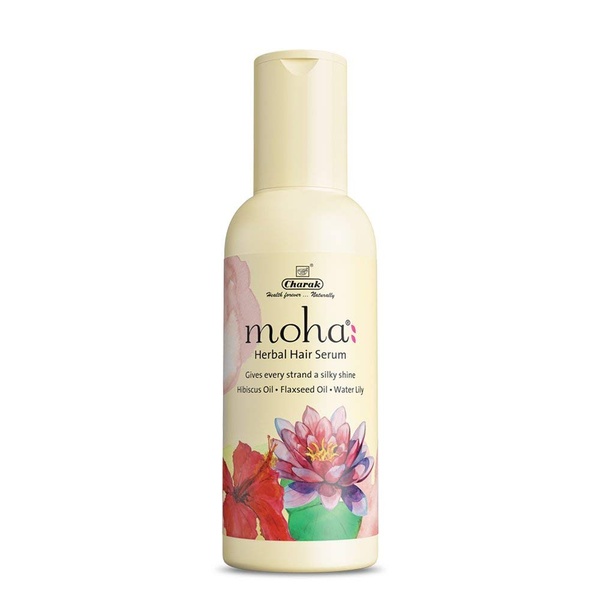 Charak
Health forever ... Naturally
moha:®
Herbal Hair Serum
Gives every strand a silky shine
Hibiscus Oil • Flaxseed Oil • Water Lily